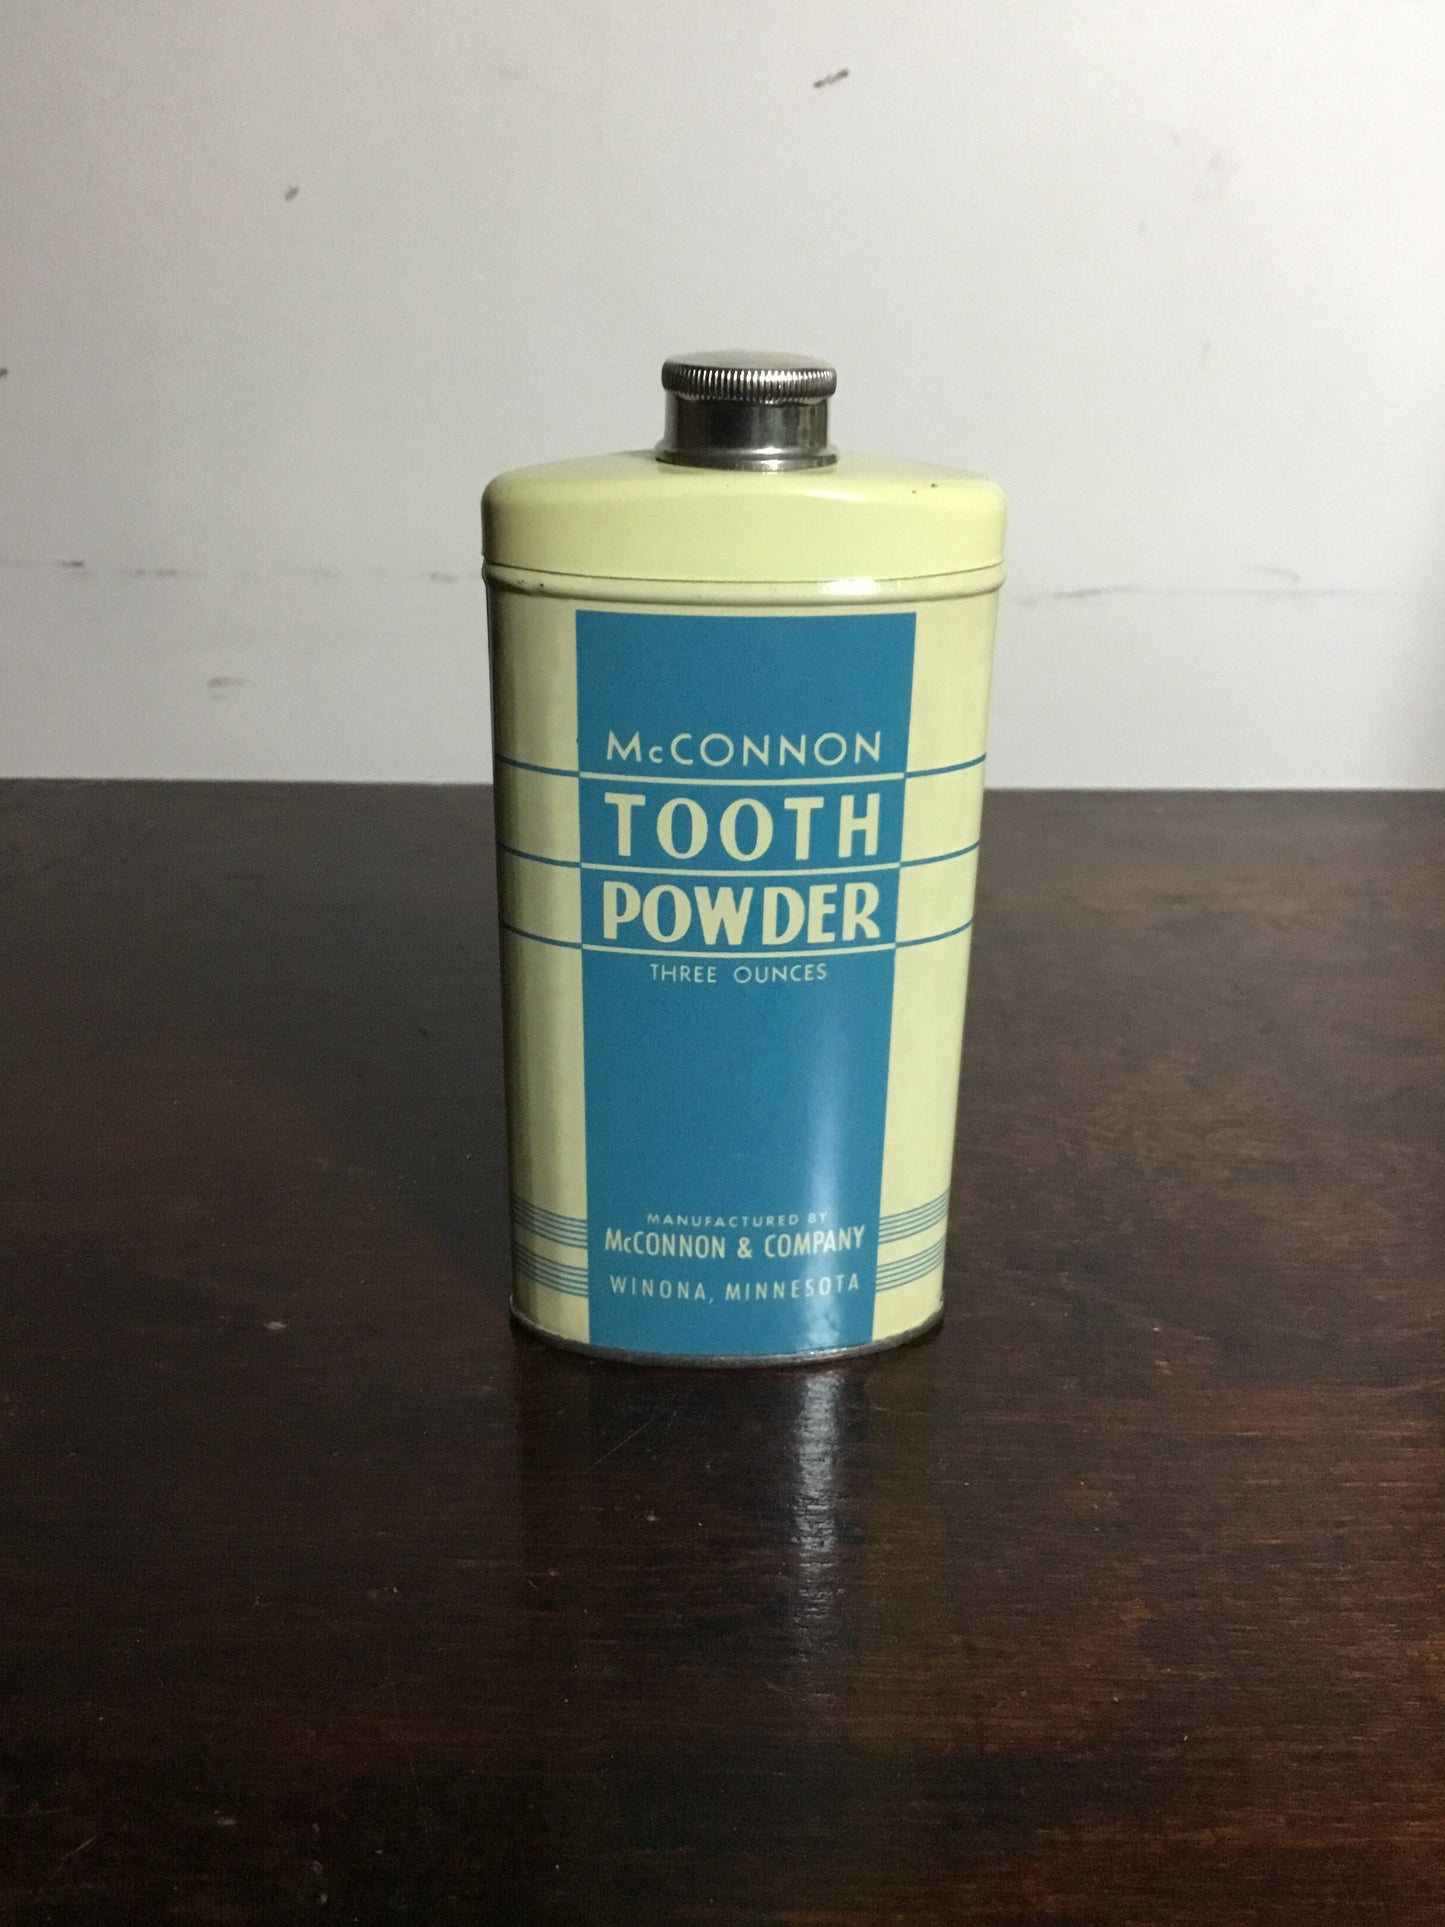 McCONNON
TOOTH
POWDER
THREE OUNCES
MANUFACTURED BY
McCONNON & COMPANY
WINONA, MINNESOTA